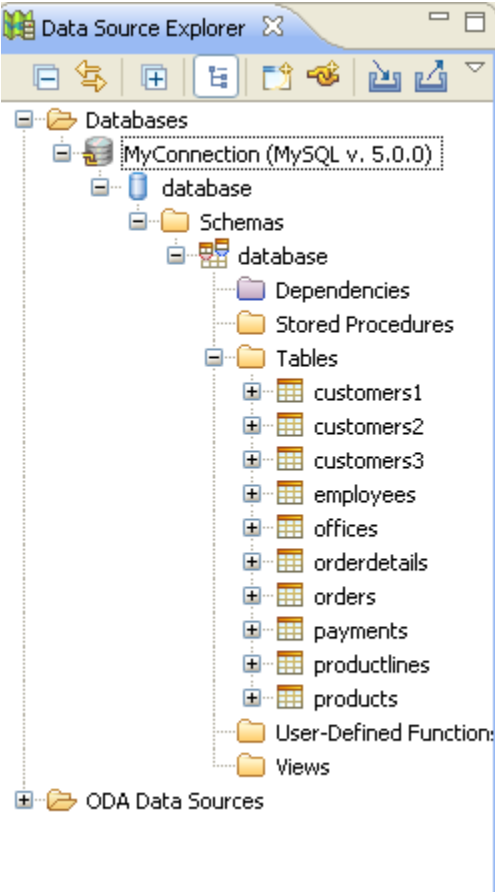 Data Source Explorer
Databases
MyConnection (MySQL v. 5.0.0)
database
Schemas
database
Dependencies
Stored Procedures
Tables
customers1
customers2
customers3
employees
offices
orderdetails
orders
payments
productlines
products
User-Defined Function
Views
ODA Data Sources